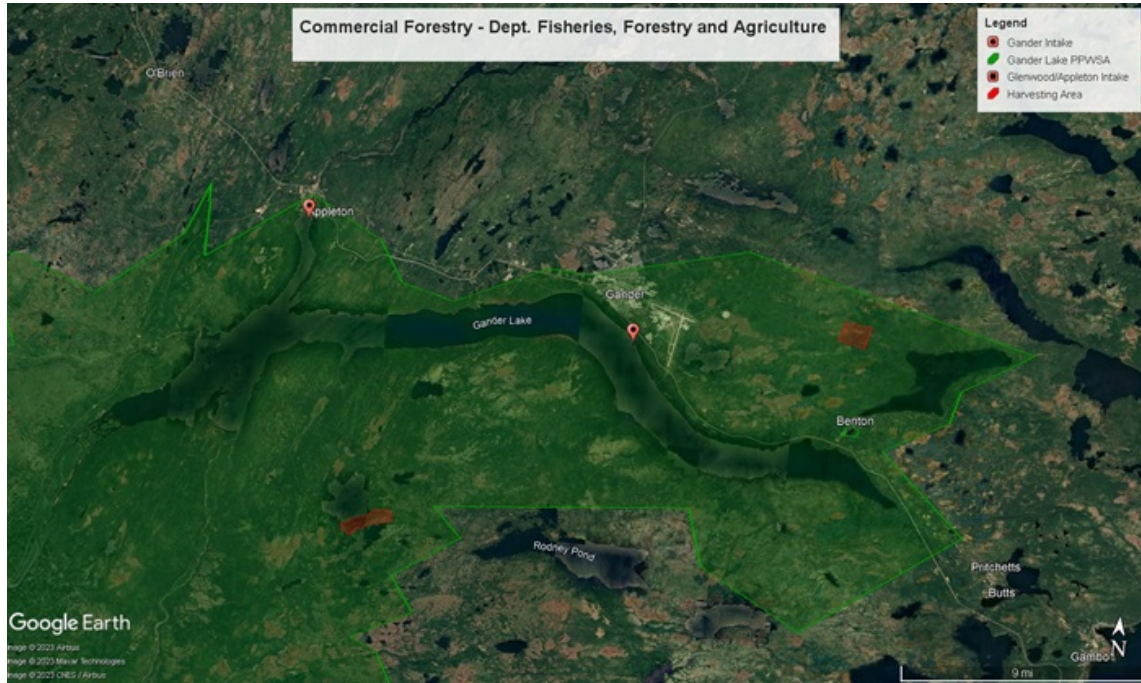 Commercial Forestry - Dept. Fisheries, Forestry and Agriculture
Legend
Gander Intake
Gander Lake PPWSA
Glenwood/Appleton Intake
Harvesting Area
O'Brien
Appleton
Gander
Gander Lake
Benton
Rodney Pond
Pritchetts
Butts
Gambo
Google Earth
Image © 2023 Airbus
Image © 2023 Maxar Technologies
Image © 2023 CNES / Airbus
N
9 mi